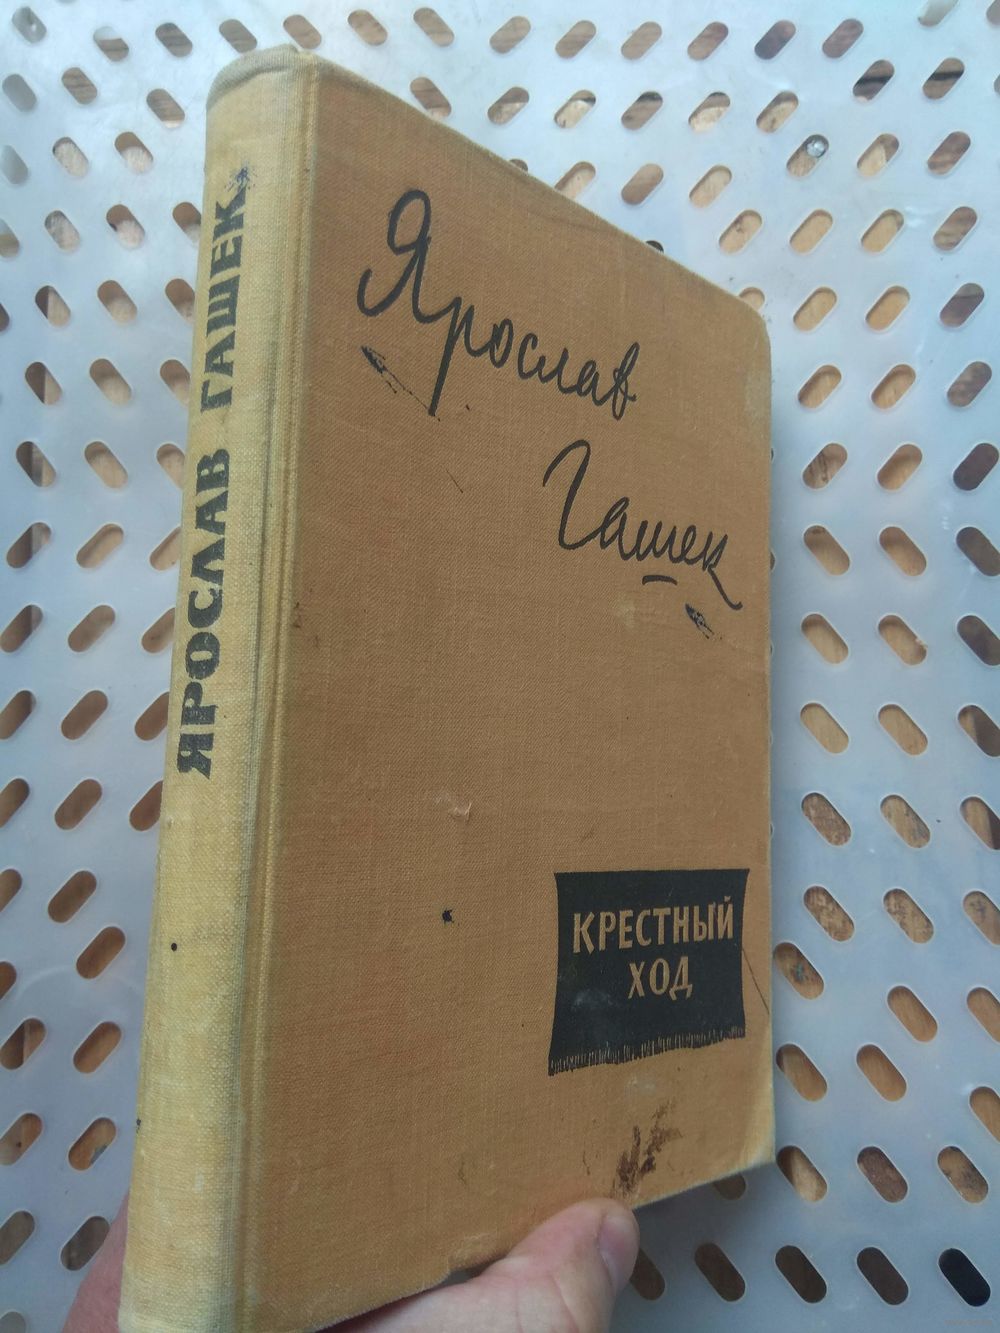 ЯРОСЛАВ ГАШЕК
Ярослав
Гашек
КРЕСТНЫЙ
ХОД